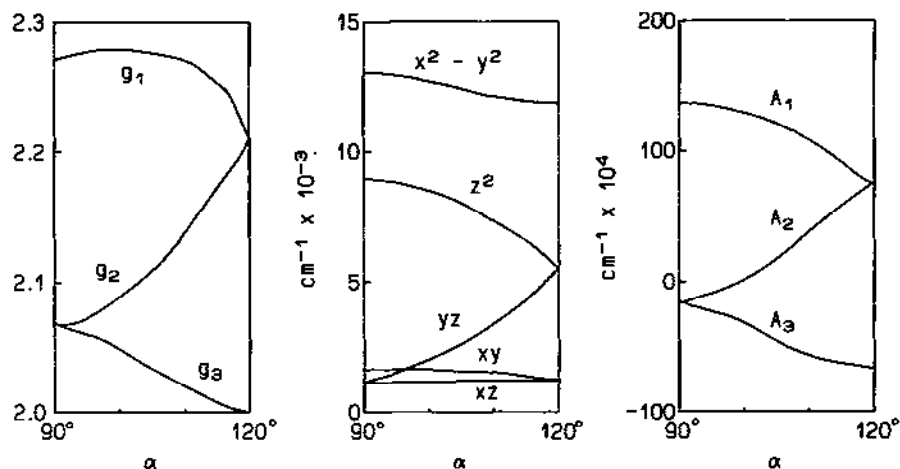 2.3
g₁
2.2
g₂
2.1
g₃
2.0
90°
120°
α
15
x² - y²
10
z²
cm⁻¹ x 10⁻³
5
yz
xy
xz
0
90°
120°
α
200
A₁
100
cm⁻¹ x 10⁴
A₂
0
A₃
-100
90°
120°
α